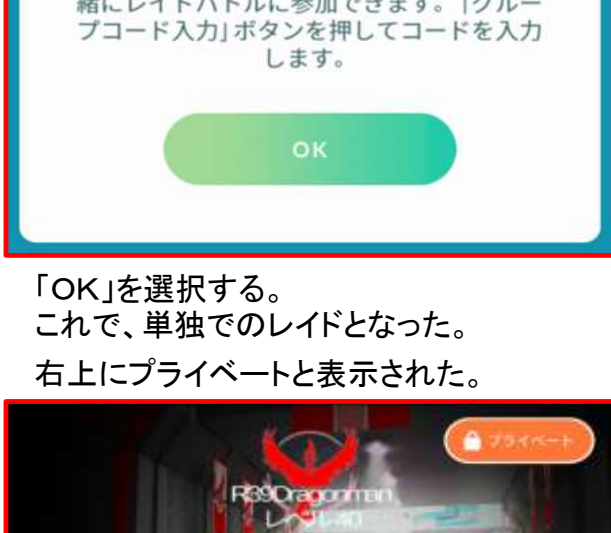 緒にレイドバトルに参加できます。「グルー
プコード入力」ボタンを押してコードを入力
します。
OK
「OK」を選択する。
これで、単独でのレイドとなった。
右上にプライベートと表示された。
プライベート
R39Dragonman
レベル40